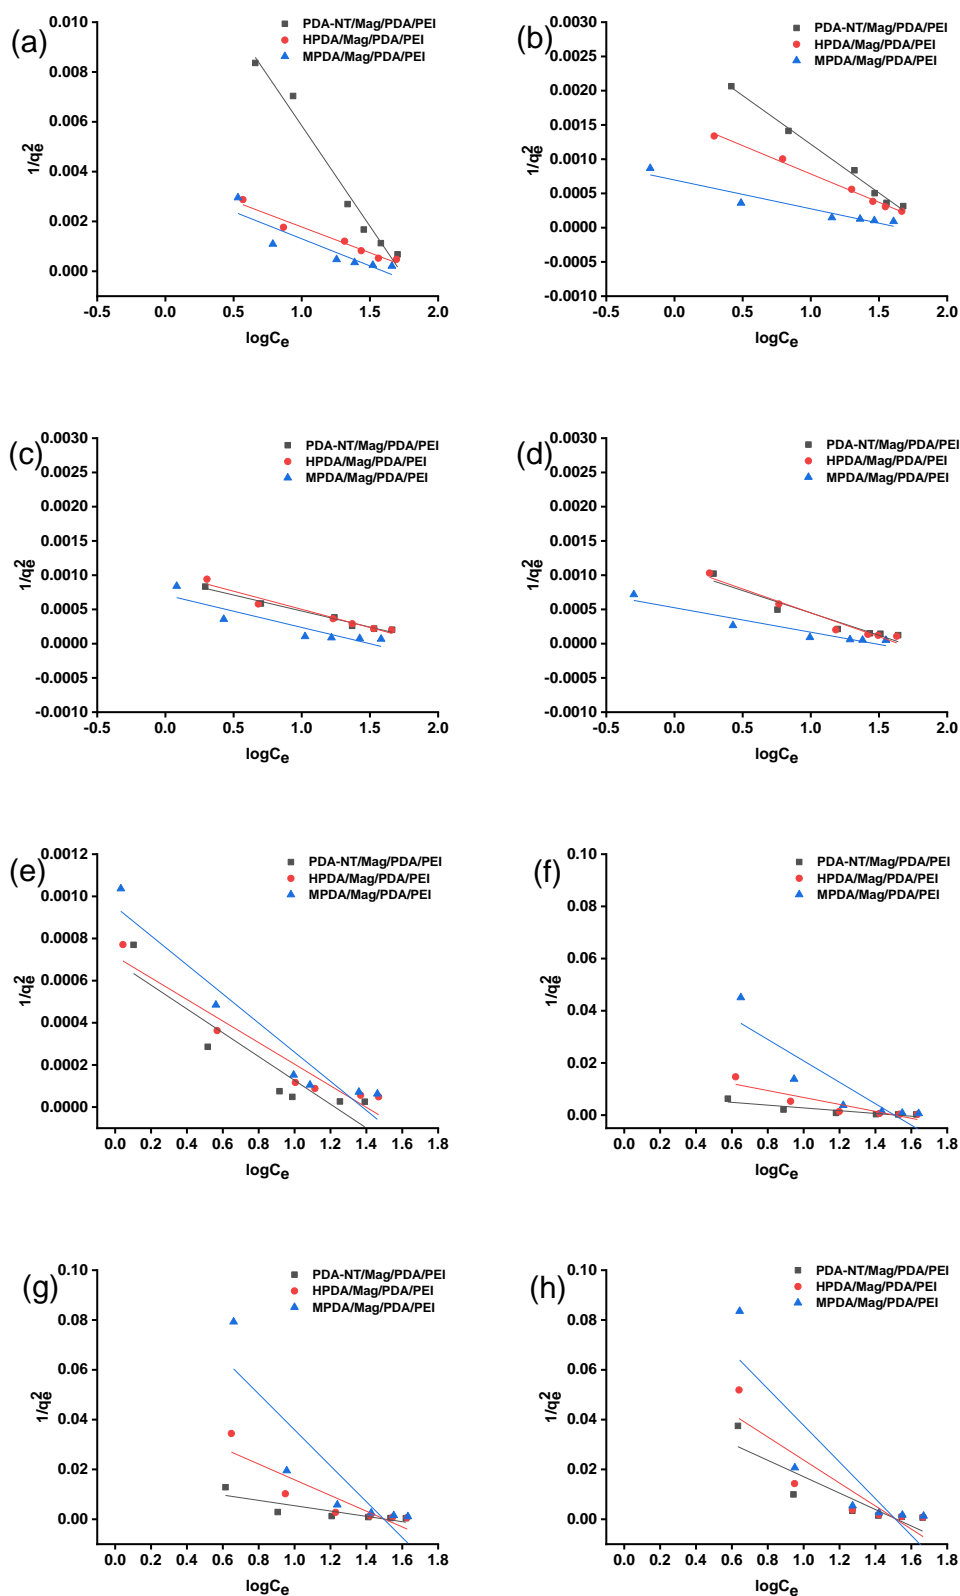 (a)
PDA-NT/Mag/PDA/PEI
HPDA/Mag/PDA/PEI
MPDA/Mag/PDA/PEI
0.010
0.008
0.006
0.004
0.002
0.000
1/qe2
-0.5 0.0 0.5 1.0 1.5 2.0
logCe
(b)
PDA-NT/Mag/PDA/PEI
HPDA/Mag/PDA/PEI
MPDA/Mag/PDA/PEI
0.0030
0.0025
0.0020
0.0015
0.0010
0.0005
0.0000
-0.0005
-0.0010
1/qe2
-0.5 0.0 0.5 1.0 1.5 2.0
logCe
(c)
PDA-NT/Mag/PDA/PEI
HPDA/Mag/PDA/PEI
MPDA/Mag/PDA/PEI
0.0030
0.0025
0.0020
0.0015
0.0010
0.0005
0.0000
-0.0005
-0.0010
1/qe2
-0.5 0.0 0.5 1.0 1.5 2.0
logCe
(d)
PDA-NT/Mag/PDA/PEI
HPDA/Mag/PDA/PEI
MPDA/Mag/PDA/PEI
0.0030
0.0025
0.0020
0.0015
0.0010
0.0005
0.0000
-0.0005
-0.0010
1/qe2
-0.5 0.0 0.5 1.0 1.5 2.0
logCe
(e)
PDA-NT/Mag/PDA/PEI
HPDA/Mag/PDA/PEI
MPDA/Mag/PDA/PEI
0.0012
0.0010
0.0008
0.0006
0.0004
0.0002
0.0000
1/qe2
0.0 0.2 0.4 0.6 0.8 1.0 1.2 1.4 1.6 1.8
logCe
(f)
PDA-NT/Mag/PDA/PEI
HPDA/Mag/PDA/PEI
MPDA/Mag/PDA/PEI
0.10
0.08
0.06
0.04
0.02
0.00
1/qe2
0.0 0.2 0.4 0.6 0.8 1.0 1.2 1.4 1.6 1.8
logCe
(g)
PDA-NT/Mag/PDA/PEI
HPDA/Mag/PDA/PEI
MPDA/Mag/PDA/PEI
0.10
0.08
0.06
0.04
0.02
0.00
1/qe2
0.0 0.2 0.4 0.6 0.8 1.0 1.2 1.4 1.6 1.8
logCe
(h)
PDA-NT/Mag/PDA/PEI
HPDA/Mag/PDA/PEI
MPDA/Mag/PDA/PEI
0.10
0.08
0.06
0.04
0.02
0.00
1/qe2
0.0 0.2 0.4 0.6 0.8 1.0 1.2 1.4 1.6 1.8
logCe